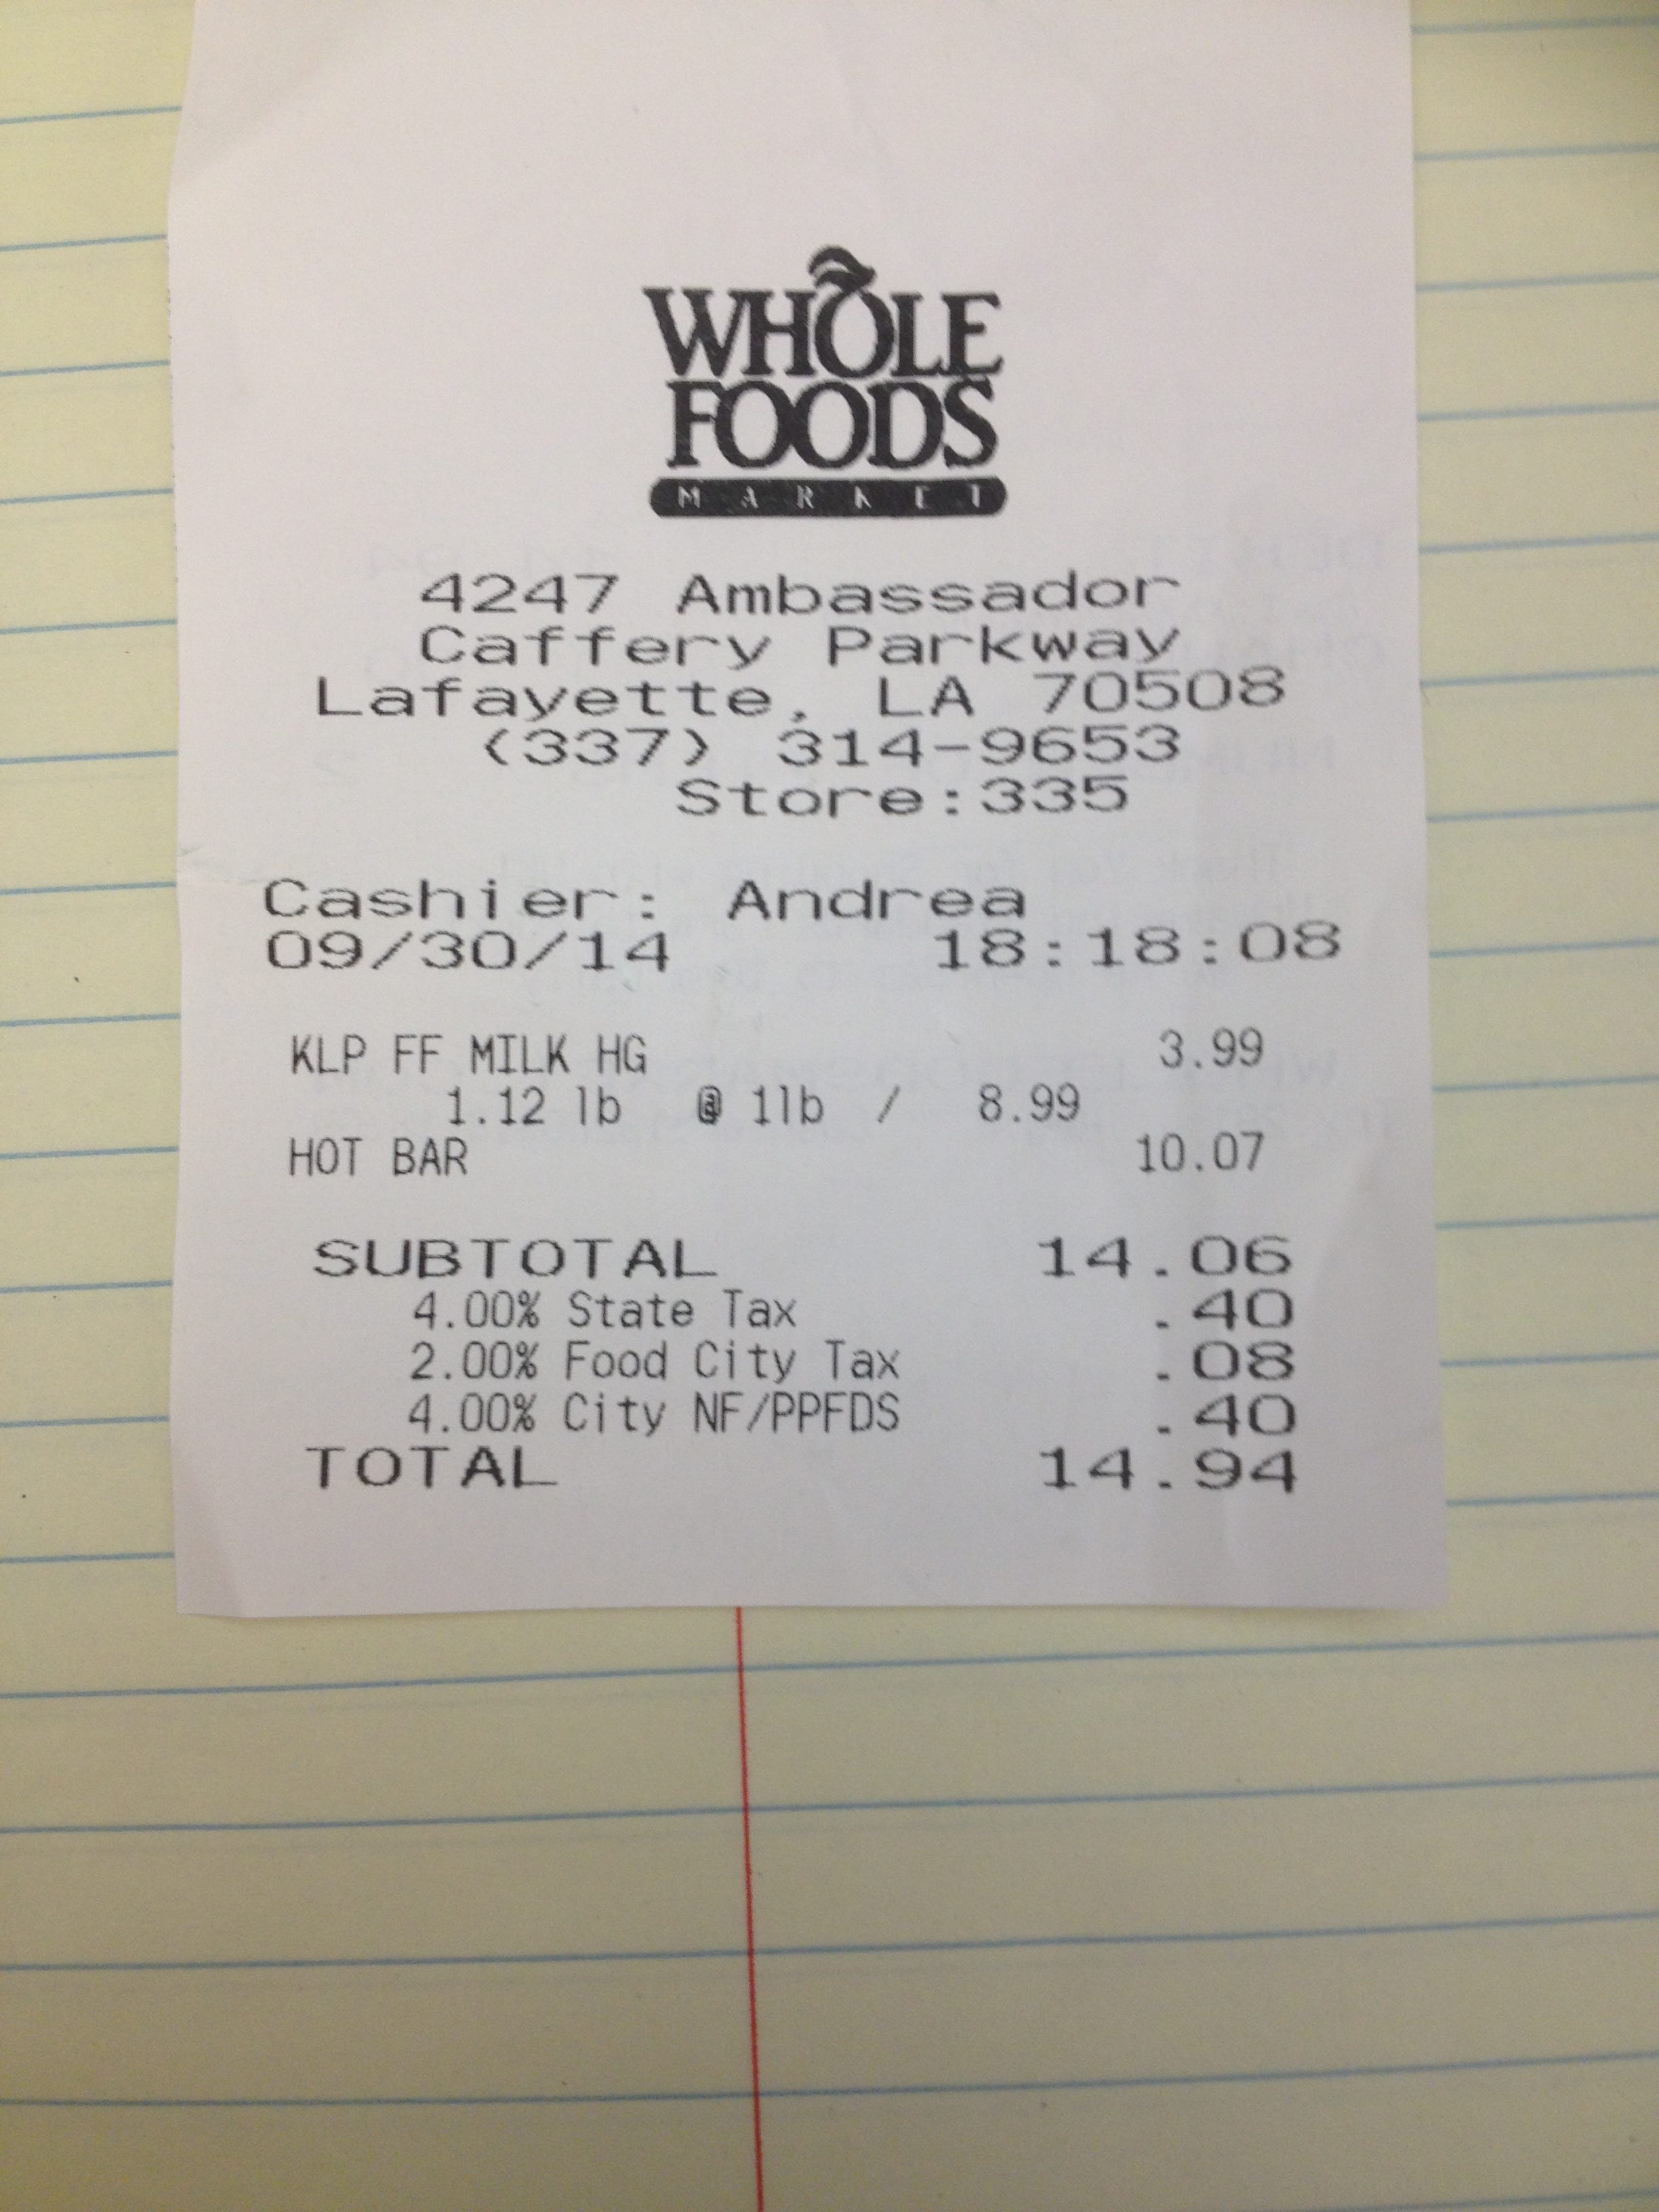 WHOLE
FOODS
MARKET
4247 Ambassador
Caffery Parkway
Lafayette, LA 70508
(337) 314-9653
Store:335
Cashier: Andrea
09/30/14 18:18:08
KLP FF MILK HG 3.99
1.12 lb @ 1lb / 8.99
HOT BAR 10.07
SUBTOTAL 14.06
4.00% State Tax .40
2.00% Food City Tax .08
4.00% City NF/PPFDS .40
TOTAL 14.94